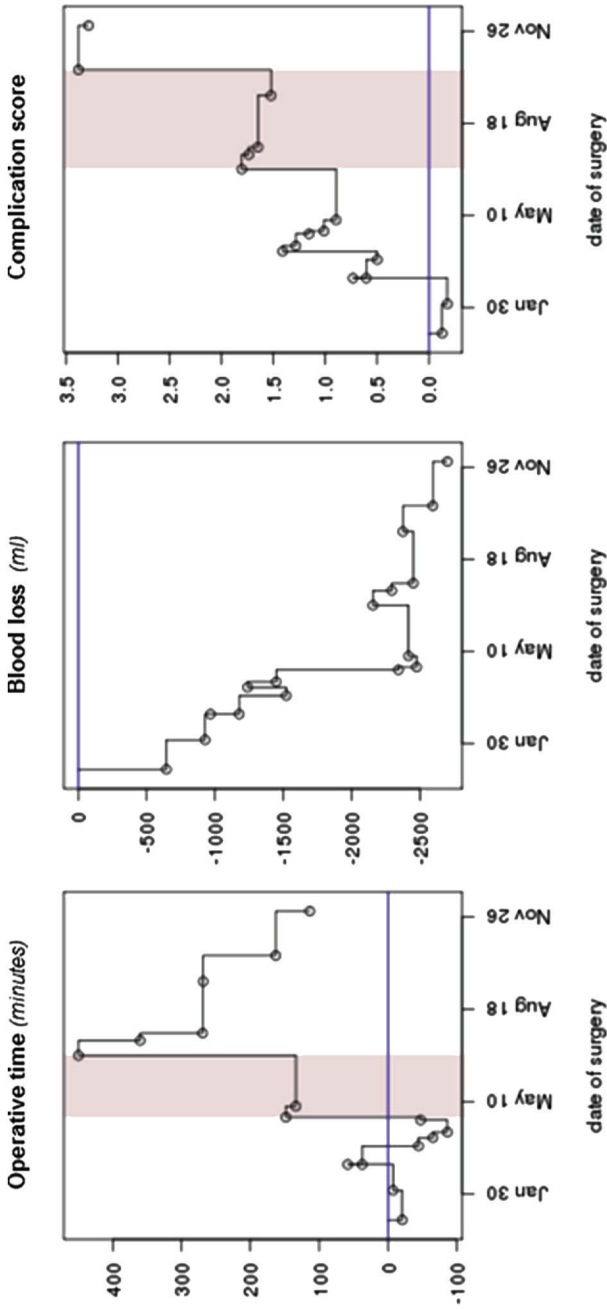 Operative time (minutes)
400
300
200
100
0
-100
Jan 30
May 10
Aug 18
Nov 26
date of surgery
Blood loss (ml)
0
-500
-1000
-1500
-2000
-2500
Jan 30
May 10
Aug 18
Nov 26
date of surgery
Complication score
3.5
3.0
2.5
2.0
1.5
1.0
0.5
0.0
Jan 30
May 10
Aug 18
Nov 26
date of surgery